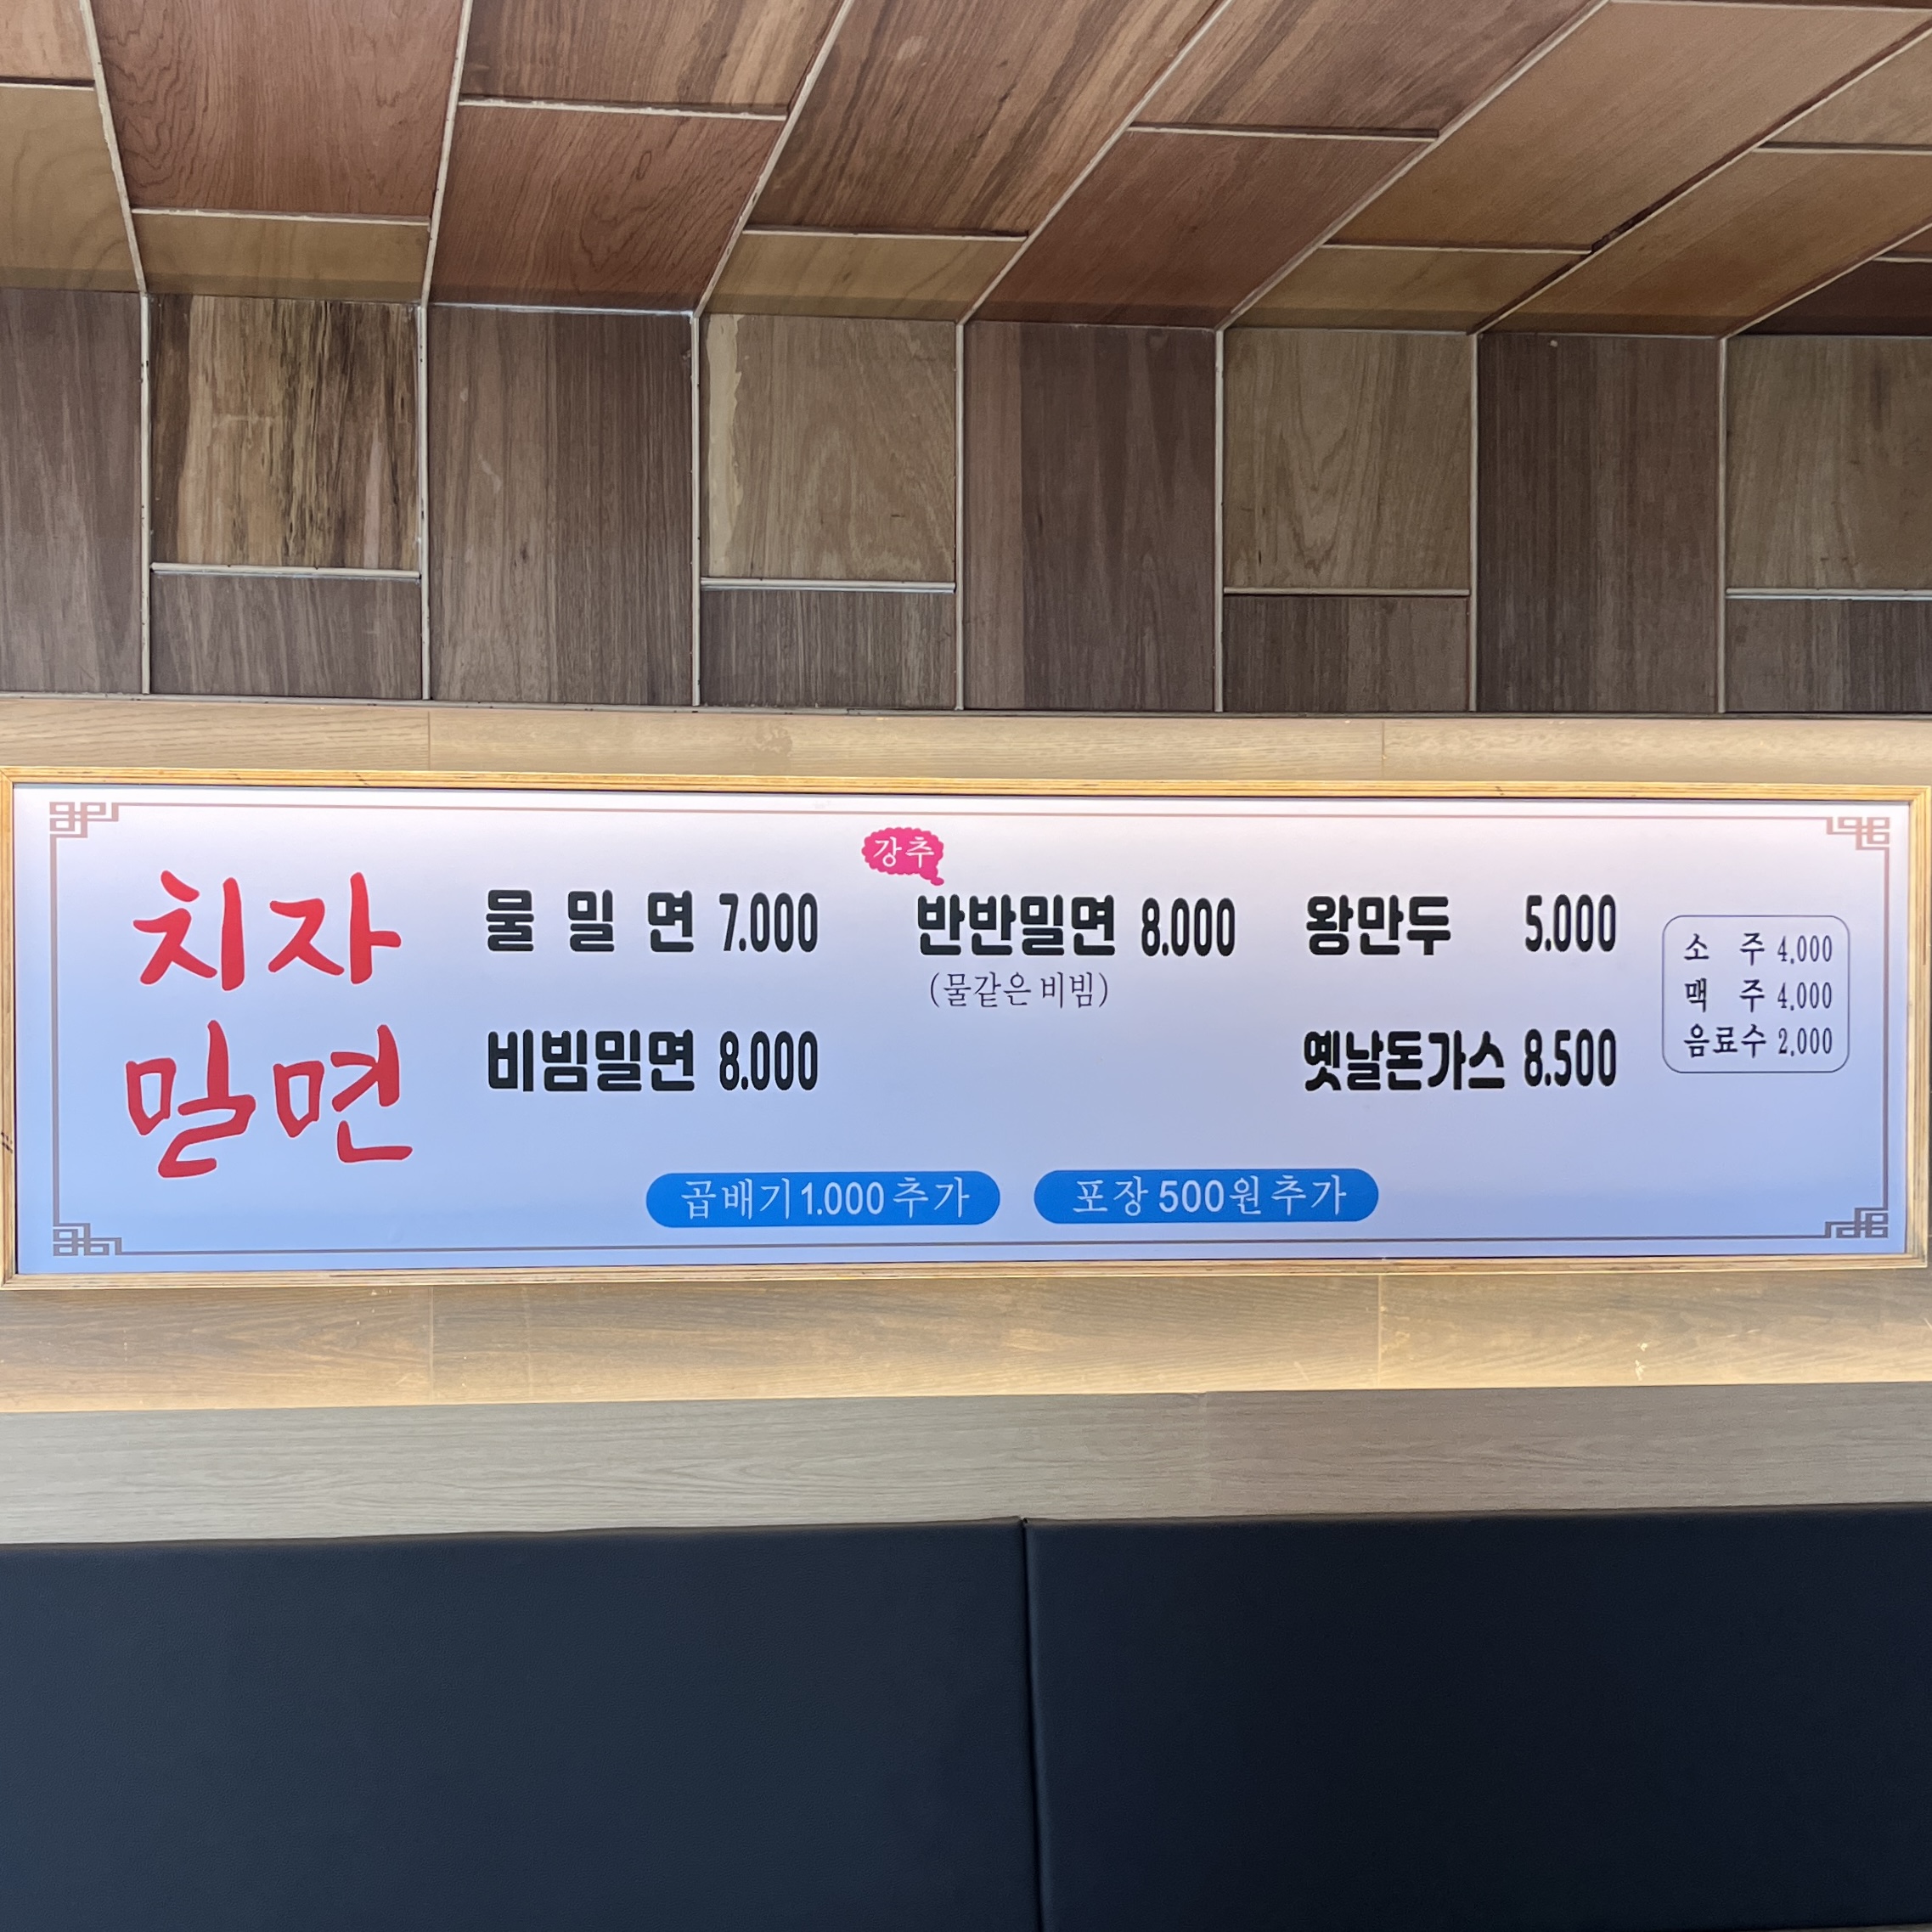 치자
밀면
물 밀 면 7.000
비빔밀면 8.000
강추
반반밀면 8.000
(물같은 비빔)
왕만두 5.000
옛날돈가스 8.500
소 주 4,000
맥 주 4,000
음료수 2,000
곱배기 1.000 추가
포장 500원 추가